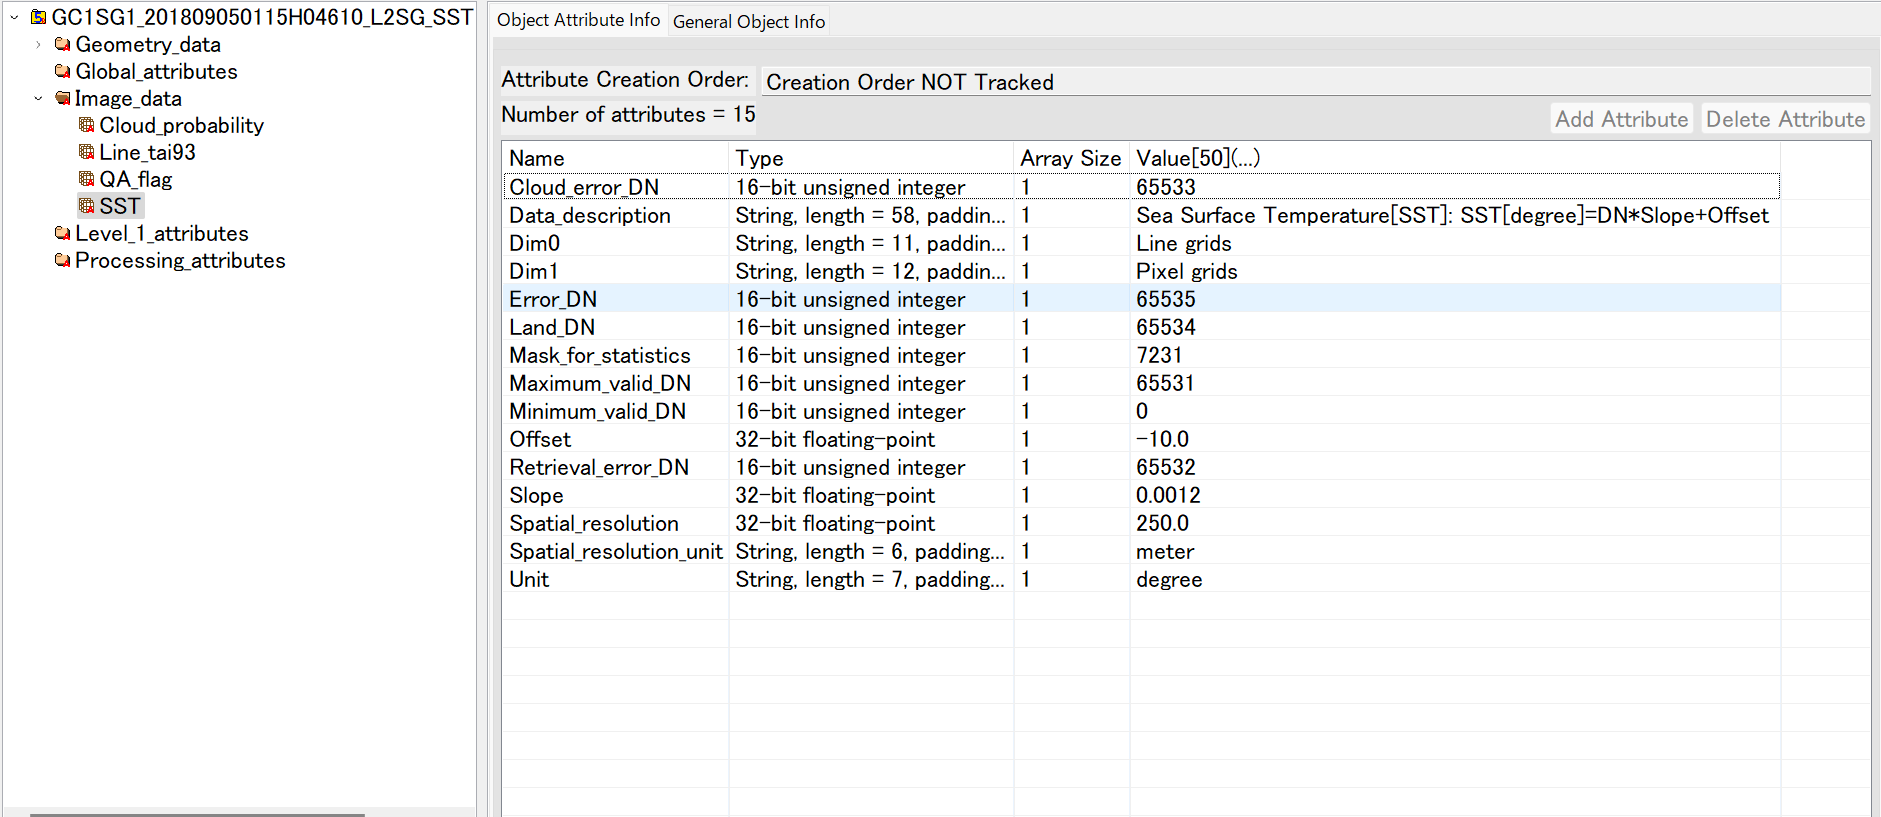 GC1SG1_201809050115H04610_L2SG_SST
Geometry_data
Global_attributes
Image_data
Cloud_probability
Line_tai93
QA_flag
SST
Level_1_attributes
Processing_attributes
Object Attribute Info General Object Info
Attribute Creation Order: Creation Order NOT Tracked
Number of attributes = 15
Add Attribute Delete Attribute
Name Type Array Size Value[50](...)
Cloud_error_DN 16-bit unsigned integer 1 65533
Data_description String, length = 58, paddin... 1 Sea Surface Temperature[SST]: SST[degree]=DN*Slope+Offset
Dim0 String, length = 11, paddin... 1 Line grids
Dim1 String, length = 12, paddin... 1 Pixel grids
Error_DN 16-bit unsigned integer 1 65535
Land_DN 16-bit unsigned integer 1 65534
Mask_for_statistics 16-bit unsigned integer 1 7231
Maximum_valid_DN 16-bit unsigned integer 1 65531
Minimum_valid_DN 16-bit unsigned integer 1 0
Offset 32-bit floating-point 1 -10.0
Retrieval_error_DN 16-bit unsigned integer 1 65532
Slope 32-bit floating-point 1 0.0012
Spatial_resolution 32-bit floating-point 1 250.0
Spatial_resolution_unit String, length = 6, padding... 1 meter
Unit String, length = 7, padding... 1 degree